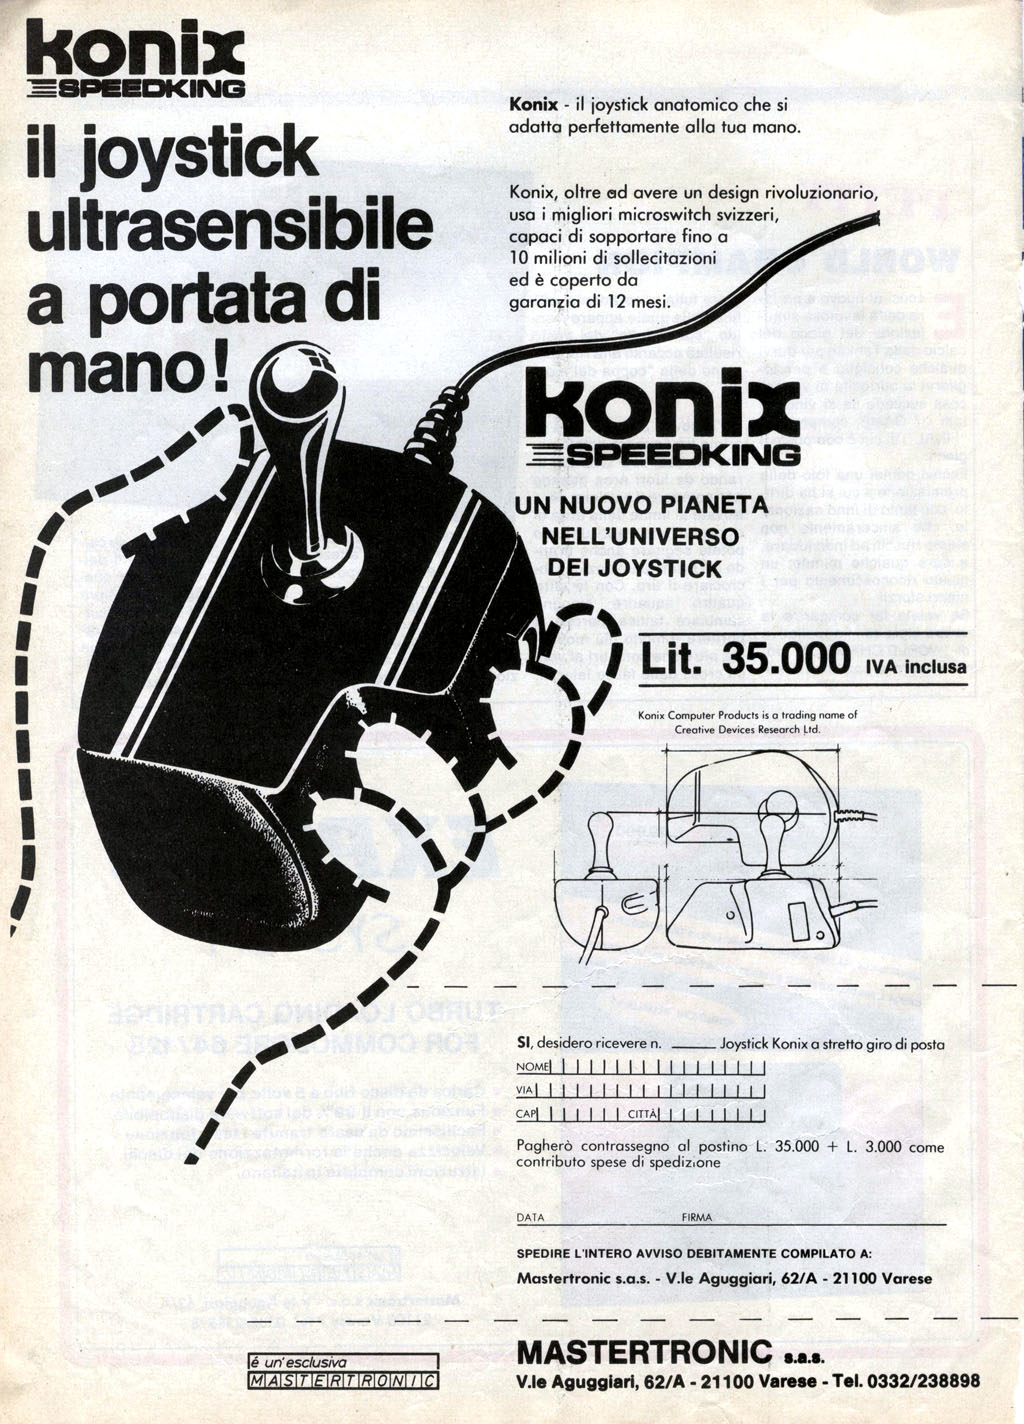 konix
SPEEDKING
il joystick
ultrasensibile
a portata di
mano!
Konix - il joystick anatomico che si
adatta perfettamente alla tua mano.
Konix, oltre ad avere un design rivoluzionario,
usa i migliori microswitch svizzeri,
capaci di sopportare fino a
10 milioni di sollecitazioni
ed è coperto da
garanzia di 12 mesi.
konix
SPEEDKING
UN NUOVO PIANETA
NELL'UNIVERSO
DEI JOYSTICK
Lit. 35.000 IVA inclusa
Konix Computer Products is a trading name of
Creative Devices Research Ltd.
SI, desidero ricevere n. ______ Joystick Konix a stretto giro di posta
NOME
VIA
CAP CITTÀ
Pagherò contrassegno al postino L. 35.000 + L. 3.000 come
contributo spese di spedizione
DATA FIRMA
SPEDIRE L'INTERO AVVISO DEBITAMENTE COMPILATO A:
Mastertronic s.a.s. - V.le Aguggiari, 62/A - 21100 Varese
é un'esclusiva
MASTERTRONIC
MASTERTRONIC s.a.s.
V.le Aguggiari, 62/A - 21100 Varese - Tel. 0332/238898